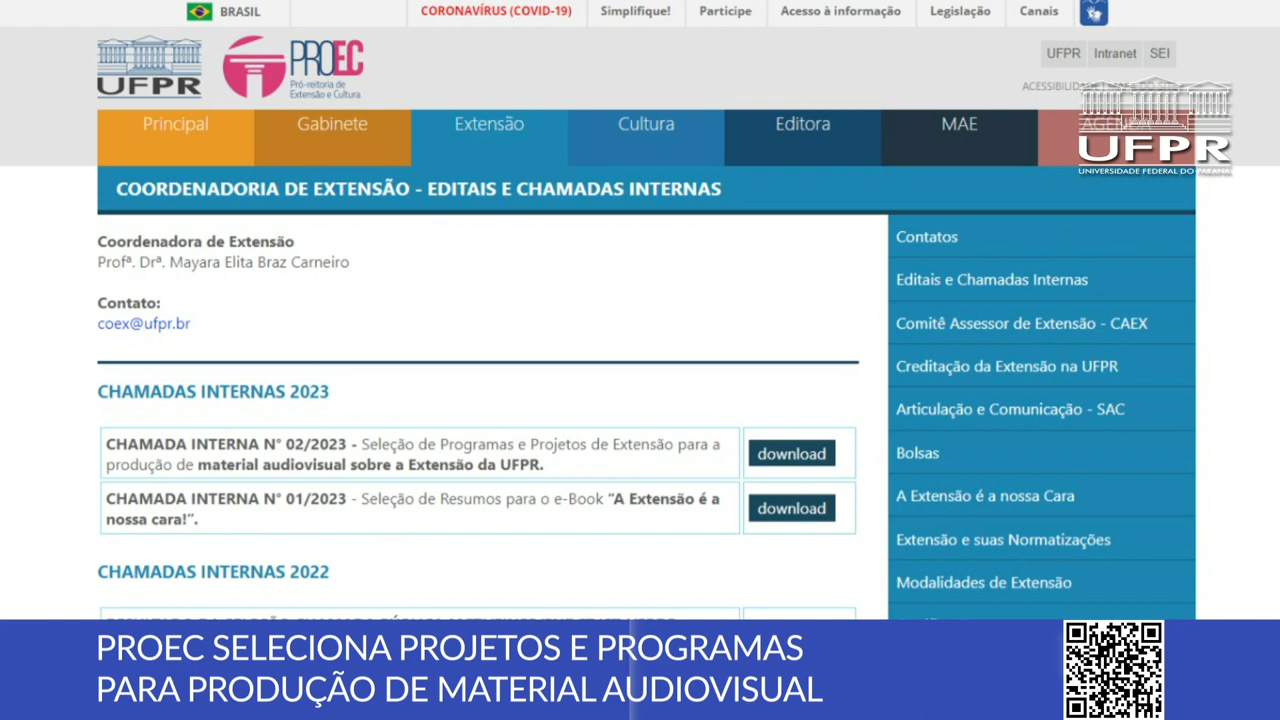 BRASIL
CORONAVÍRUS (COVID-19)
Simplifique!
Participe
Acesso à informação
Legislação
Canais
UFPR
PROEC
Pró-reitoria de
Extensão e Cultura
UFPR
Intranet
SEI
Principal
Gabinete
Extensão
Cultura
Editora
MAE
AGENDA
UFPR
UNIVERSIDADE FEDERAL DO PARANÁ
COORDENADORIA DE EXTENSÃO - EDITAIS E CHAMADAS INTERNAS
Coordenadora de Extensão
Profª. Drª. Mayara Elita Braz Carneiro
Contato:
coex@ufpr.br
CHAMADAS INTERNAS 2023
CHAMADA INTERNA N° 02/2023 - Seleção de Programas e Projetos de Extensão para a
produção de material audiovisual sobre a Extensão da UFPR.
download
CHAMADA INTERNA N° 01/2023 - Seleção de Resumos para o e-Book “A Extensão é a
nossa cara!”.
download
CHAMADAS INTERNAS 2022
Contatos
Editais e Chamadas Internas
Comitê Assessor de Extensão - CAEX
Creditação da Extensão na UFPR
Articulação e Comunicação - SAC
Bolsas
A Extensão é a nossa Cara
Extensão e suas Normatizações
Modalidades de Extensão
PROEC SELECIONA PROJETOS E PROGRAMAS
PARA PRODUÇÃO DE MATERIAL AUDIOVISUAL